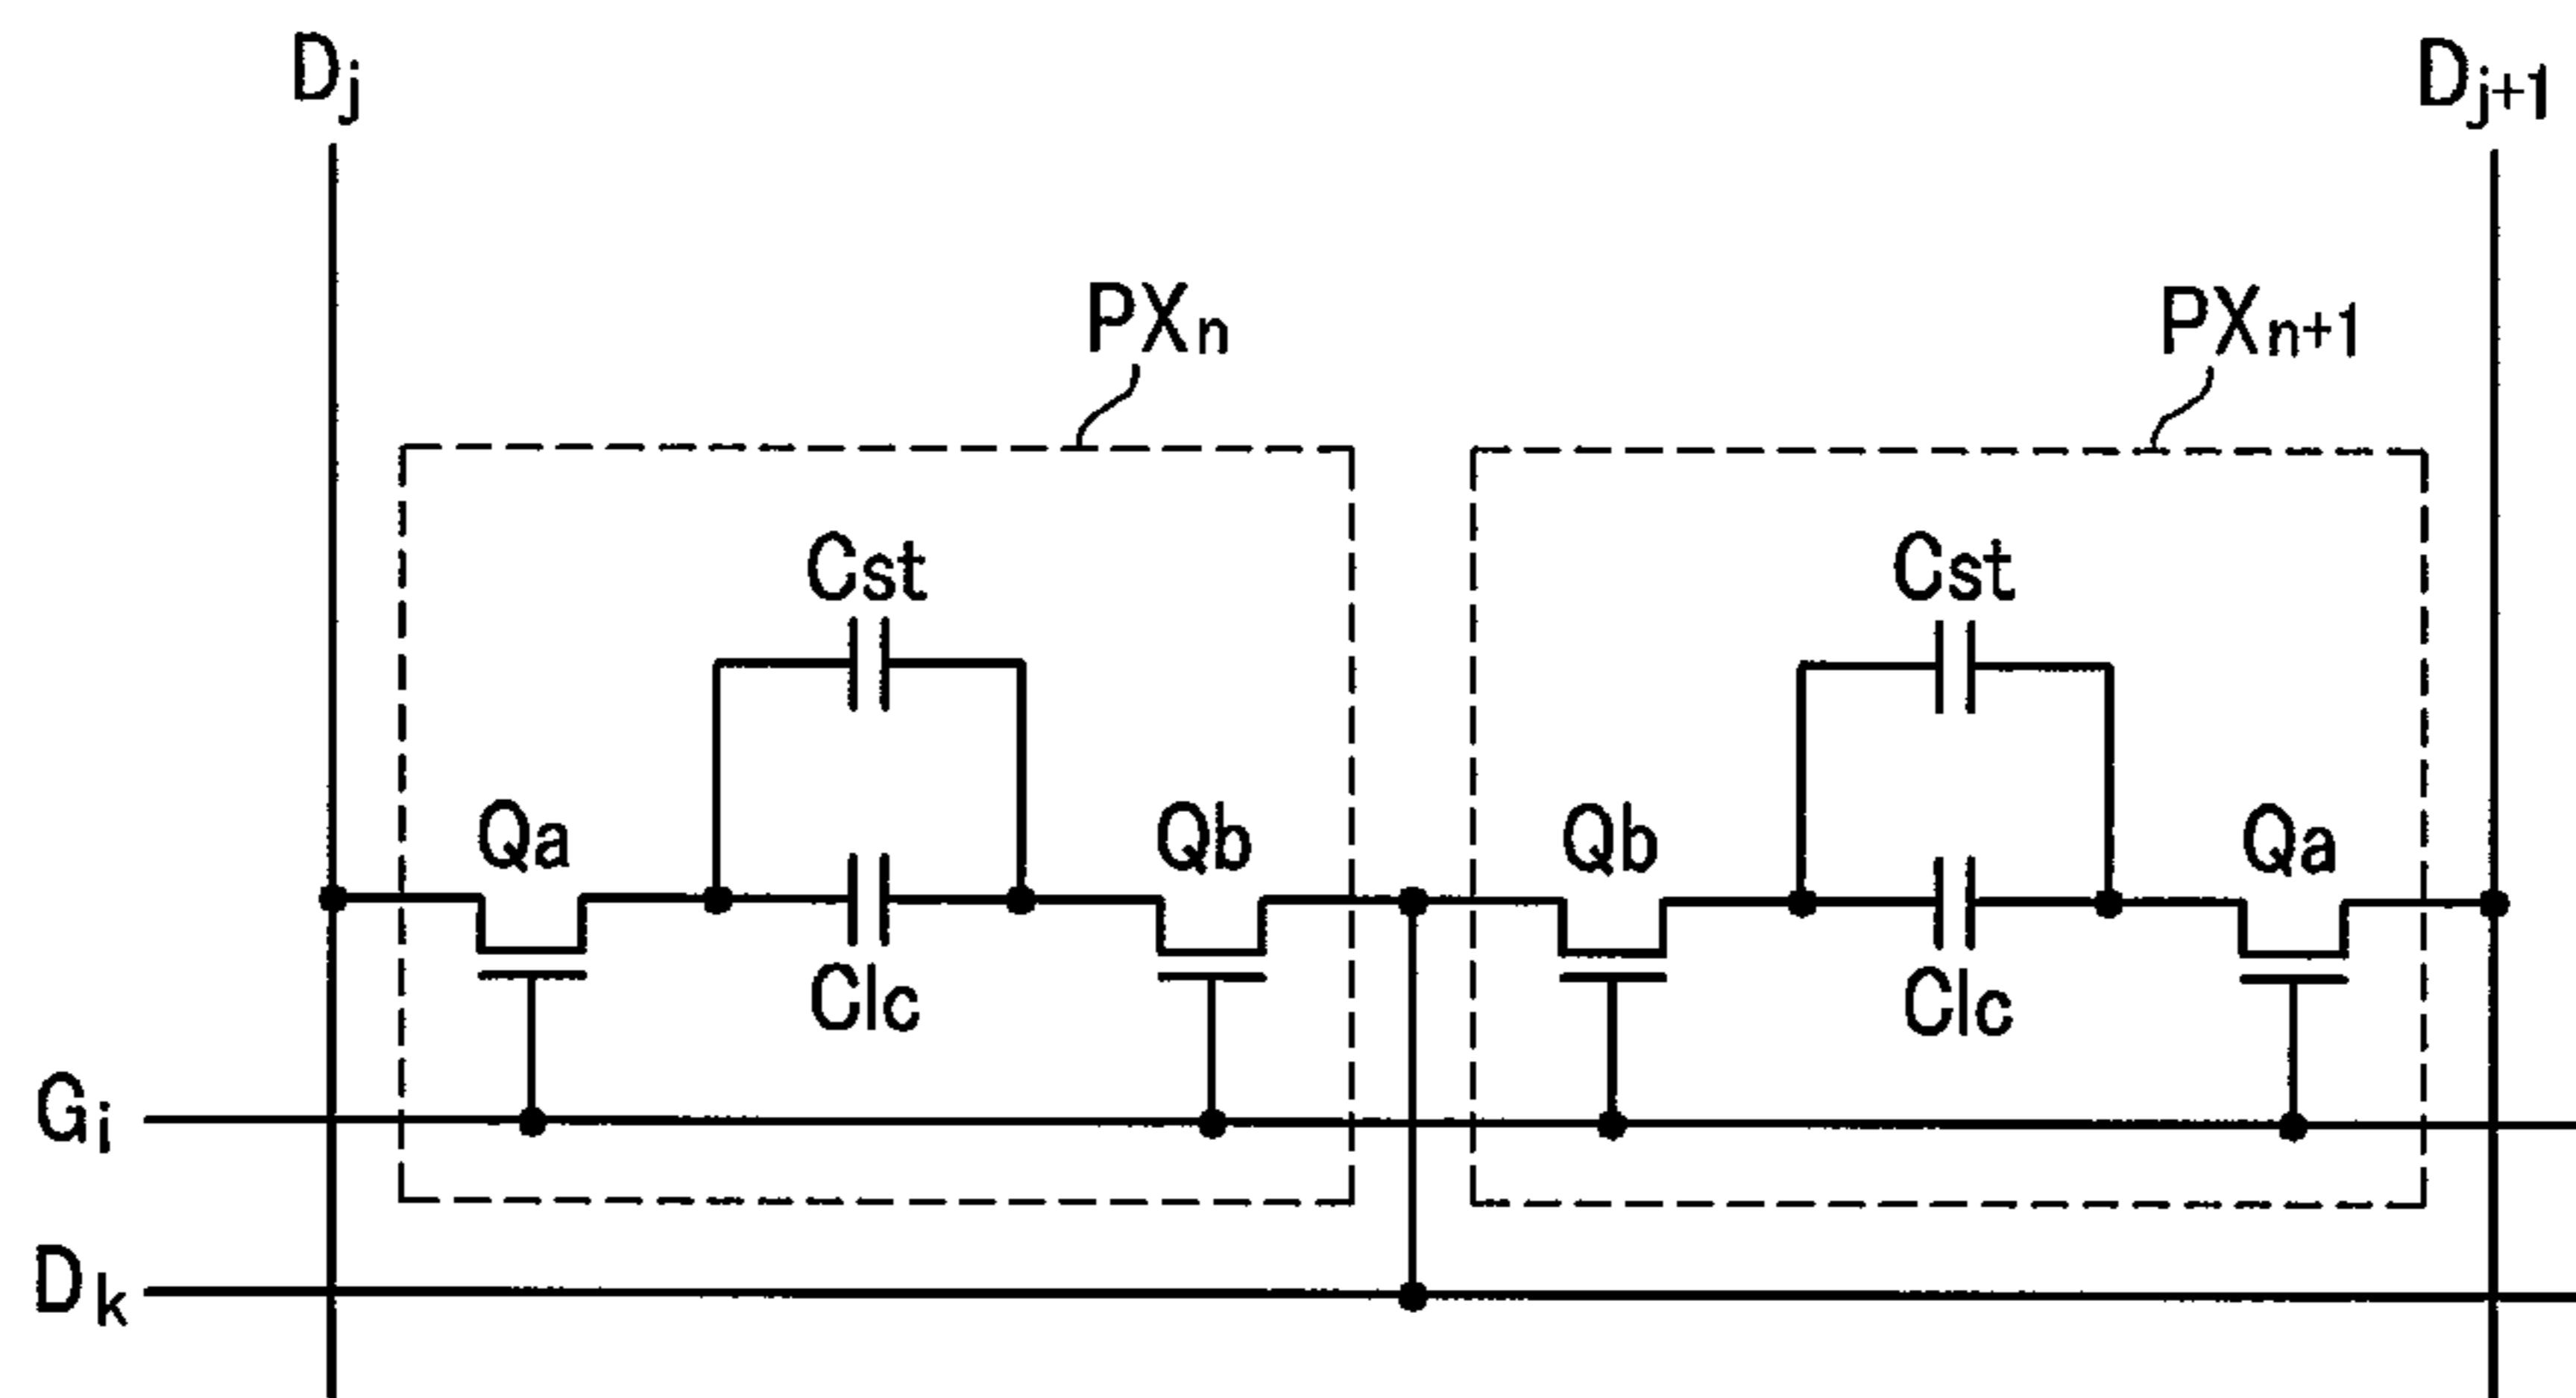 Dj
Dj+1
PXn
PXn+1
Cst
Cst
Qa
Qb
Qb
Qa
Clc
Clc
Gi
Dk